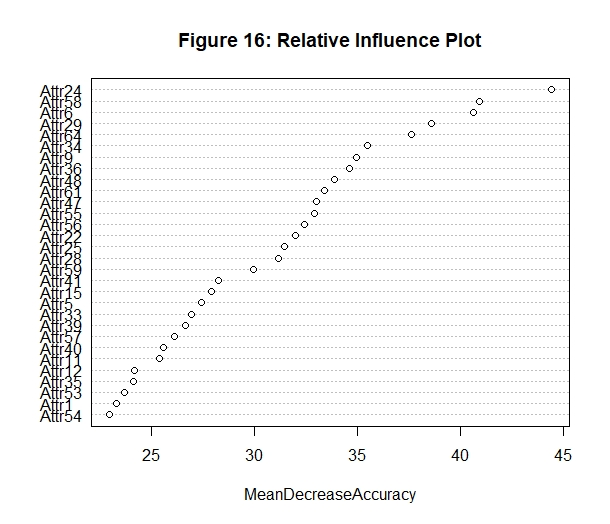 Figure 16: Relative Influence Plot
Attr24
Attr58
Attr6
Attr29
Attr64
Attr34
Attr9
Attr36
Attr48
Attr61
Attr47
Attr55
Attr56
Attr22
Attr25
Attr28
Attr59
Attr41
Attr15
Attr5
Attr33
Attr39
Attr57
Attr40
Attr11
Attr12
Attr35
Attr53
Attr1
Attr54
25 30 35 40 45
MeanDecreaseAccuracy